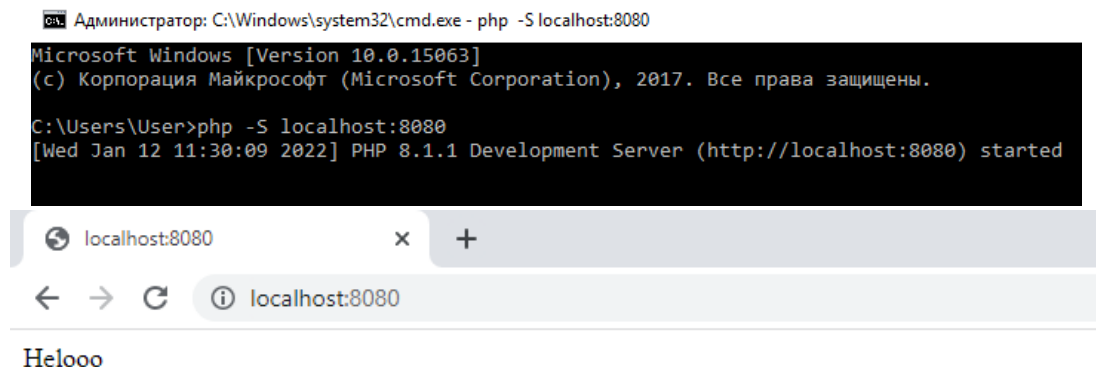 Администратор: C:\Windows\system32\cmd.exe - php -S localhost:8080
Microsoft Windows [Version 10.0.15063]
(c) Корпорация Майкрософт (Microsoft Corporation), 2017. Все права защищены.
C:\Users\User>php -S localhost:8080
[Wed Jan 12 11:30:09 2022] PHP 8.1.1 Development Server (http://localhost:8080) started
localhost:8080
localhost:8080
Helooo